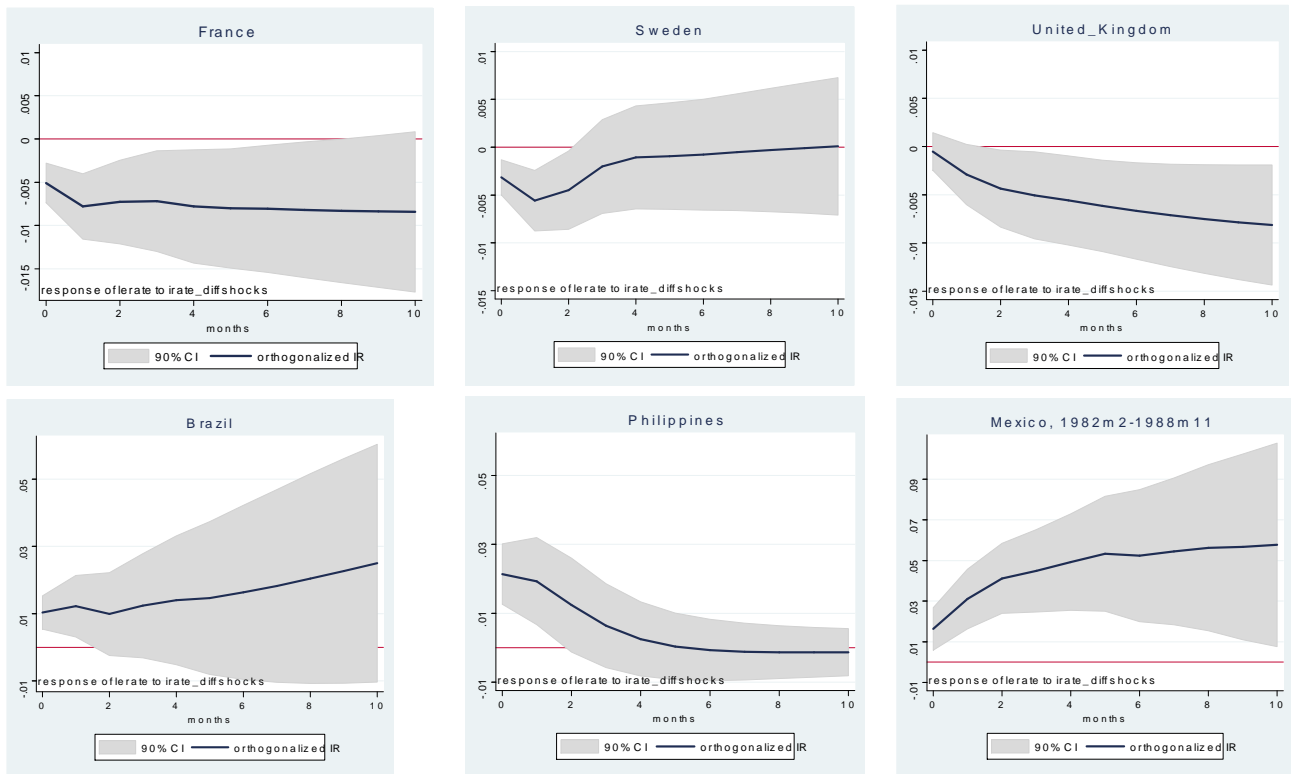 France
.01
.005
0
-.005
-.01
-.015
response of lerate to irate_diff shocks
0 2 4 6 8 10
months
90% CI orthogonalized IR
Sweden
.01
.005
0
-.005
-.01
-.015
response of lerate to irate_diff shocks
0 2 4 6 8 10
months
90% CI orthogonalized IR
United_Kingdom
.01
.005
0
-.005
-.01
-.015
response of lerate to irate_diff shocks
0 2 4 6 8 10
months
90% CI orthogonalized IR
Brazil
.05
.03
.01
-.01
response of lerate to irate_diff shocks
0 2 4 6 8 10
months
90% CI orthogonalized IR
Philippines
.05
.03
.01
-.01
response of lerate to irate_diff shocks
0 2 4 6 8 10
months
90% CI orthogonalized IR
Mexico, 1982m2-1988m11
.09
.07
.05
.03
.01
-.01
response of lerate to irate_diff shocks
0 2 4 6 8 10
months
90% CI orthogonalized IR